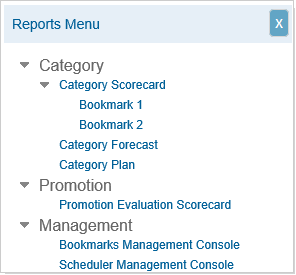 Reports Menu X
Category
Category Scorecard
Bookmark 1
Bookmark 2
Category Forecast
Category Plan
Promotion
Promotion Evaluation Scorecard
Management
Bookmarks Management Console
Scheduler Management Console